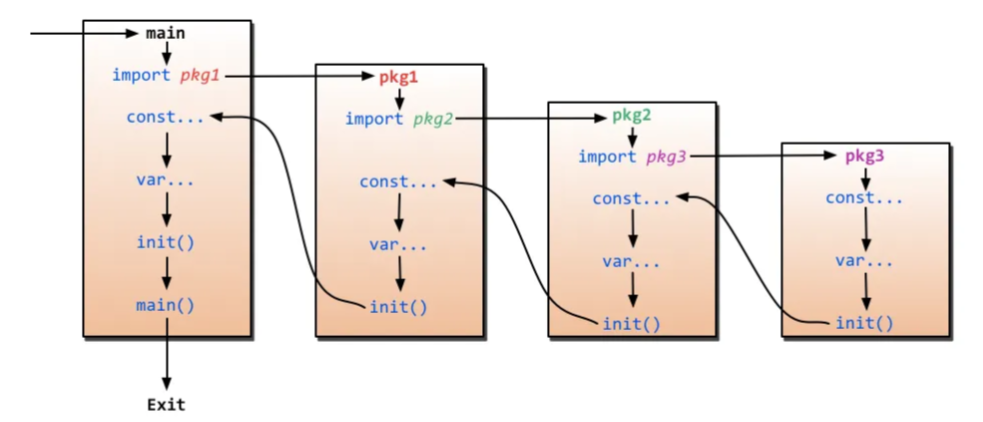 main
import pkg1
const...
var...
init()
main()
Exit
pkg1
import pkg2
const...
var...
init()
pkg2
import pkg3
const...
var...
init()
pkg3
const...
var...
init()